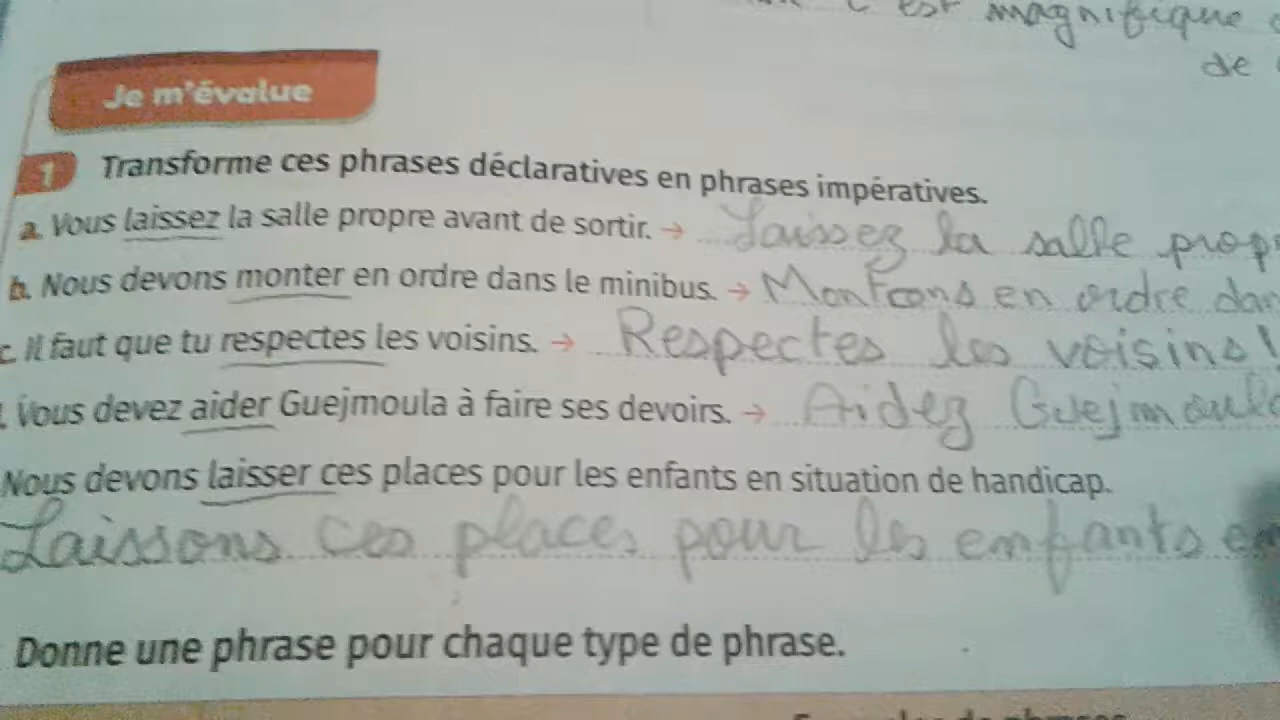 c'est magnifique
de
Je m'évalue
1 Transforme ces phrases déclaratives en phrases impératives.
a. Vous laissez la salle propre avant de sortir. → Laissez la salle prop
b. Nous devons monter en ordre dans le minibus. → Montons en ordre dan
c. Il faut que tu respectes les voisins. → Respectes les voisins!
Vous devez aider Guejmoula à faire ses devoirs. → Aidez Guejmoula
Nous devons laisser ces places pour les enfants en situation de handicap.
Laissons ces places pour les enfants en
Donne une phrase pour chaque type de phrase.